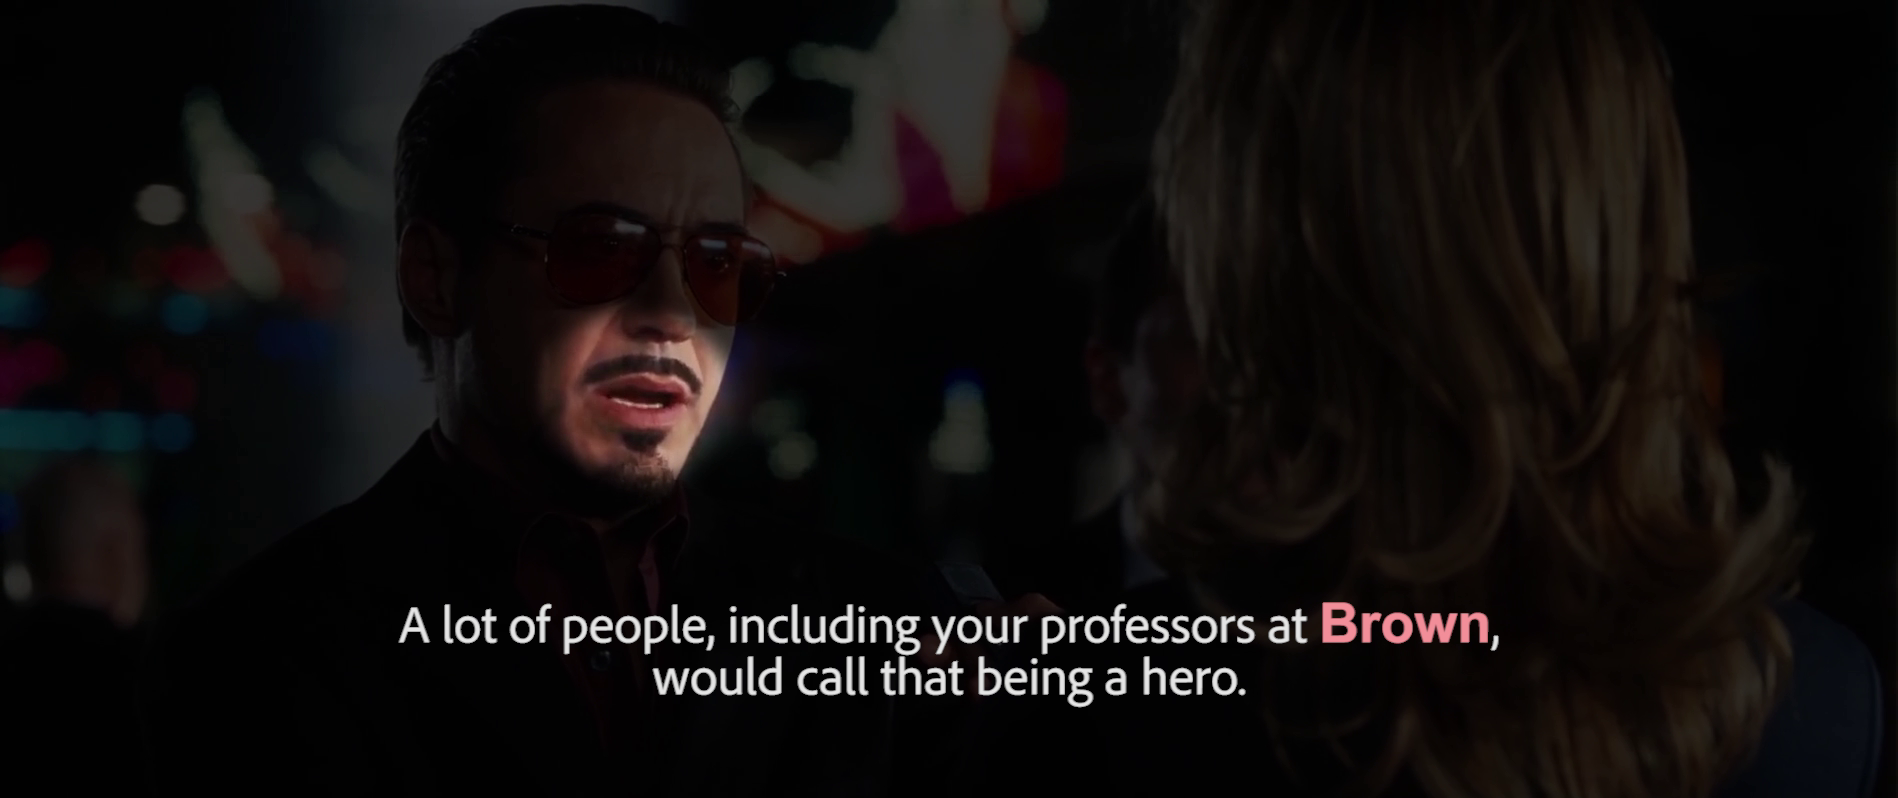 A lot of people, including your professors at Brown,
would call that being a hero.